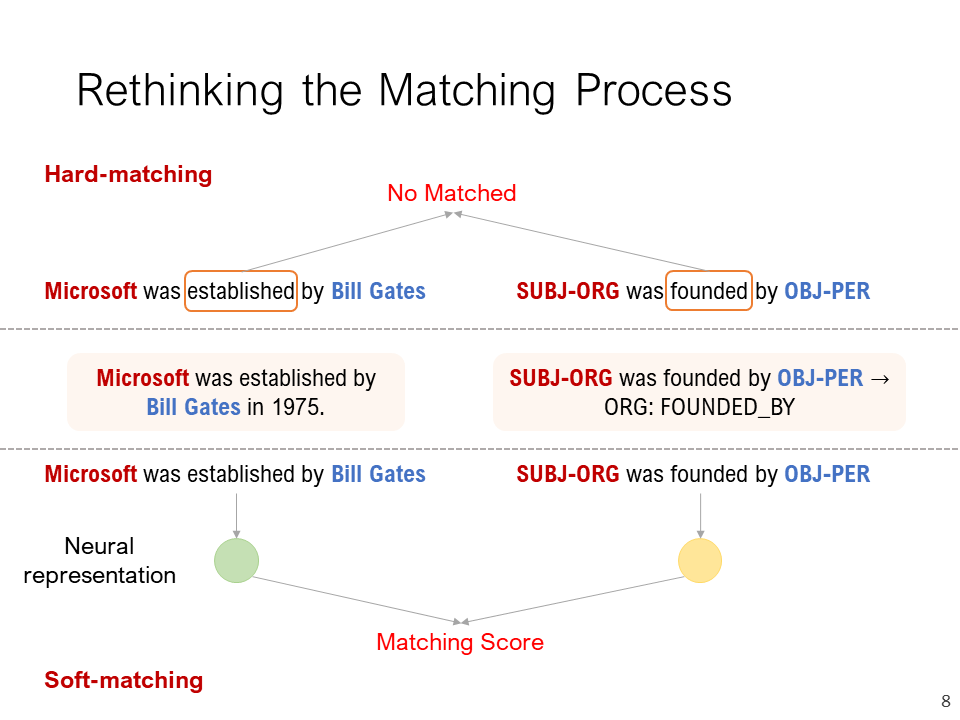 Rethinking the Matching Process
Hard-matching
No Matched
Microsoft was established by Bill Gates
SUBJ-ORG was founded by OBJ-PER
Microsoft was established by
Bill Gates in 1975.
SUBJ-ORG was founded by OBJ-PER →
ORG: FOUNDED_BY
Microsoft was established by Bill Gates
SUBJ-ORG was founded by OBJ-PER
Neural
representation
Matching Score
Soft-matching
8